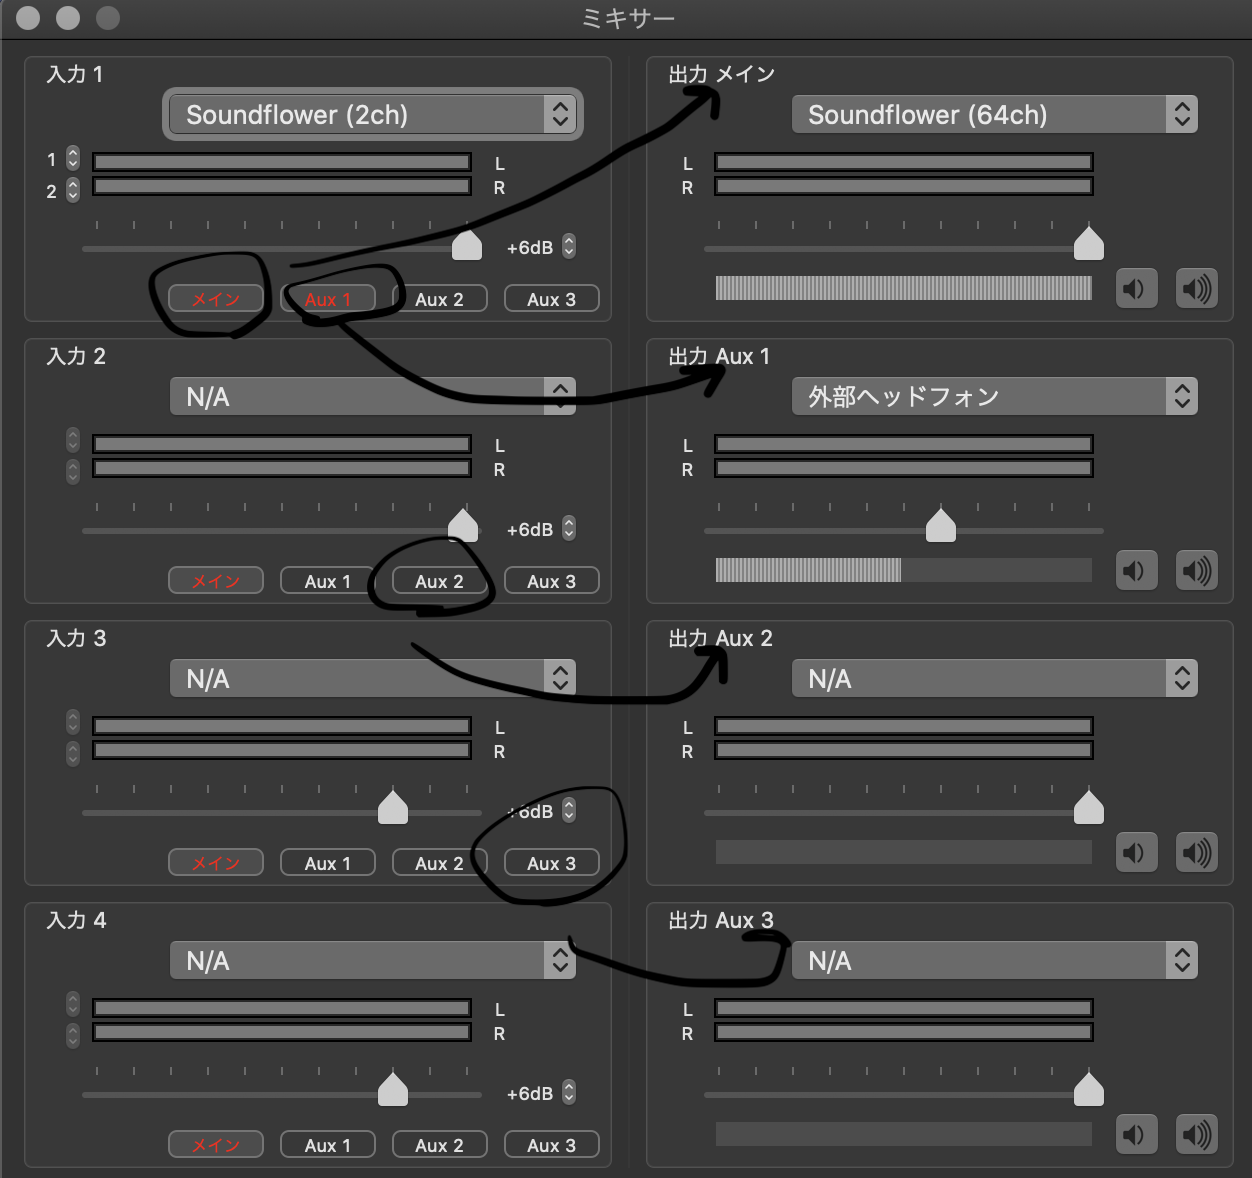 ミキサー
入力 1
Soundflower (2ch)
1
L
2
R
+6dB
メイン Aux 1 Aux 2 Aux 3
出力 メイン
Soundflower (64ch)
L
R
入力 2
N/A
L
R
+6dB
メイン Aux 1 Aux 2 Aux 3
出力 Aux 1
外部ヘッドフォン
L
R
入力 3
N/A
L
R
+6dB
メイン Aux 1 Aux 2 Aux 3
出力 Aux 2
N/A
L
R
入力 4
N/A
L
R
+6dB
メイン Aux 1 Aux 2 Aux 3
出力 Aux 3
N/A
L
R